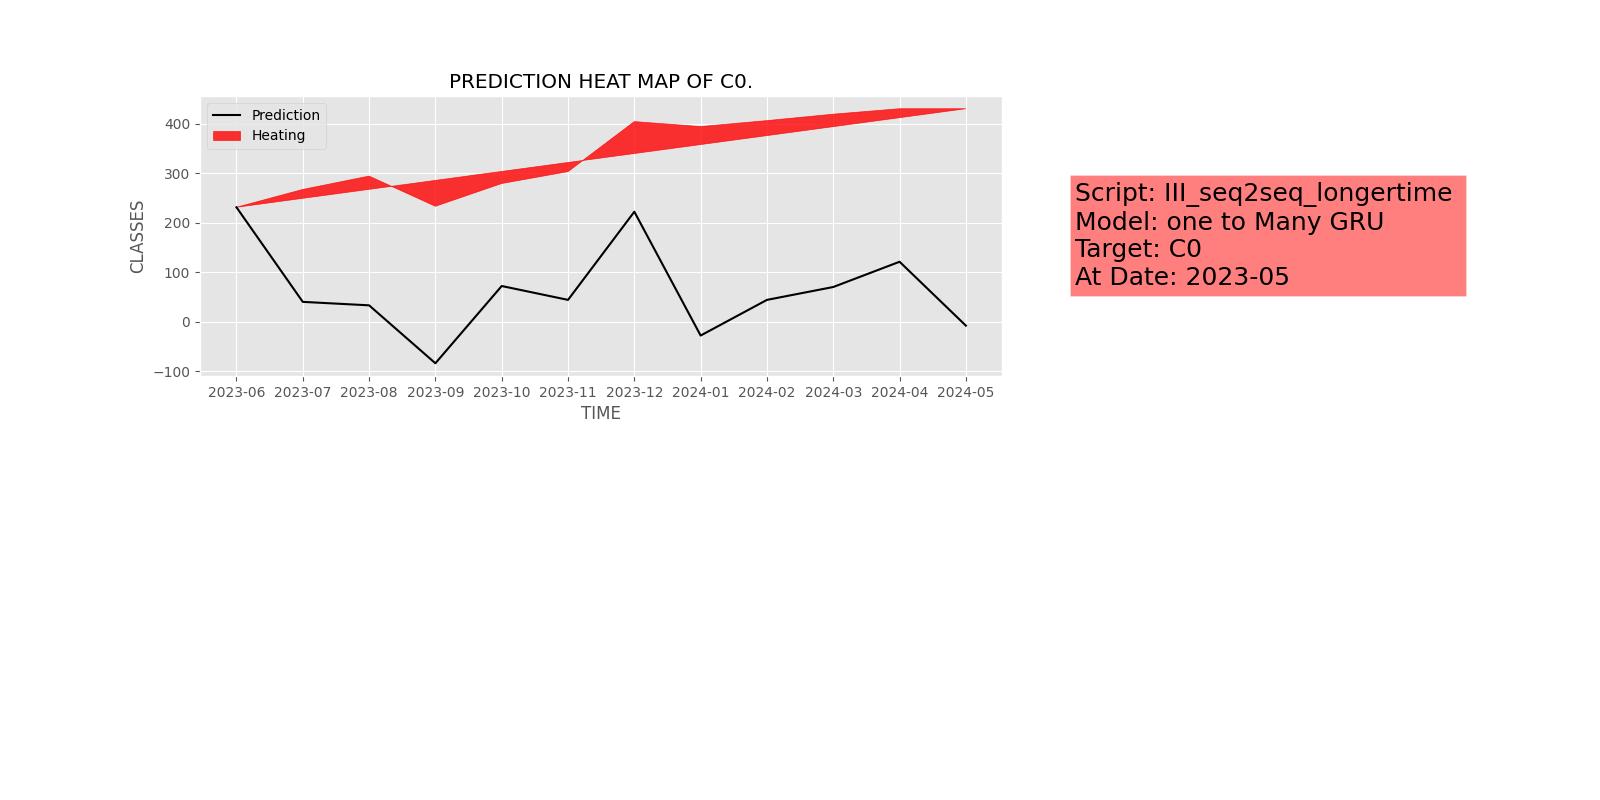 PREDICTION HEAT MAP OF C0.
Prediction
Heating
400
300
200
100
0
−100
CLASSES
2023-06 2023-07 2023-08 2023-09 2023-10 2023-11 2023-12 2024-01 2024-02 2024-03 2024-04 2024-05
TIME
Script: III_seq2seq_longertime
Model: one to Many GRU
Target: C0
At Date: 2023-05